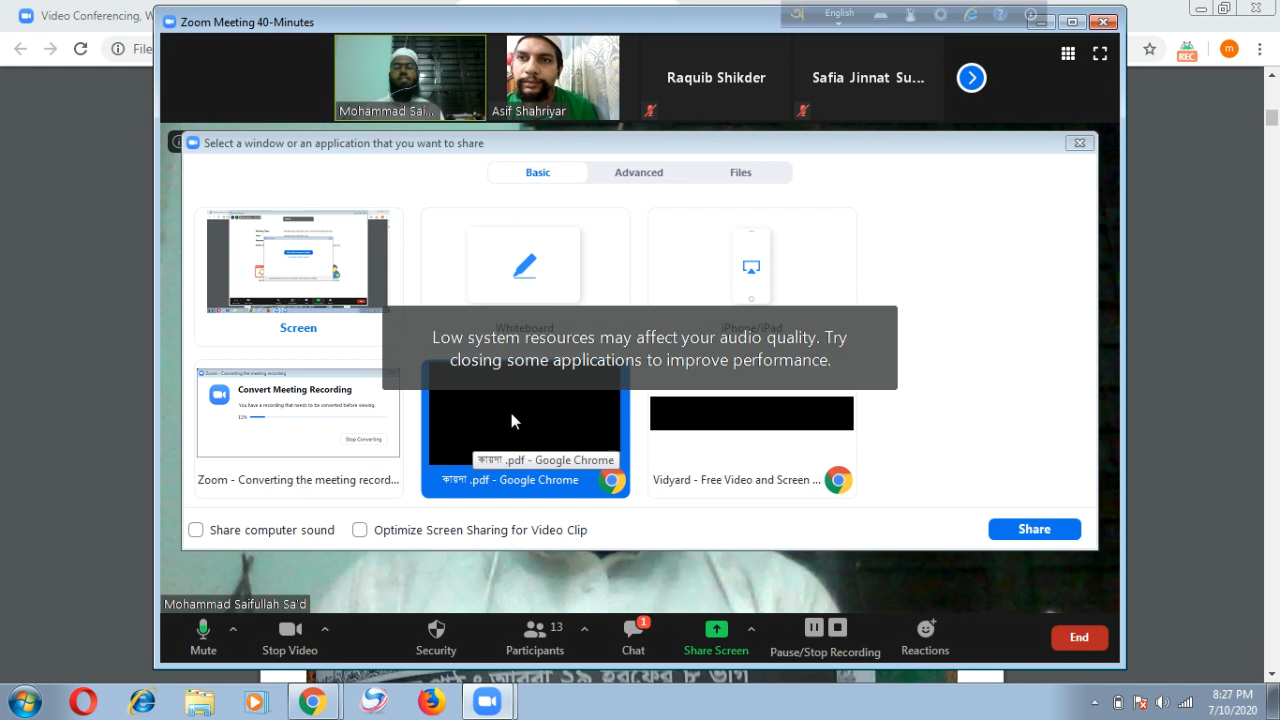 Video Conferencing, W
Zoom Meeting 40-Minutes
English
File
m
REC
Mohammad Sai...
Asif Shahriyar
Raquib Shikder
Safia Jinnat Su...
Select a window or an application that you want to share
Basic
Advanced
Files
Screen
Whiteboard
iPhone/iPad
Low system resources may affect your audio quality. Try
closing some applications to improve performance.
Zoom - Converting the meeting recording
Convert Meeting Recording
You have a recording that needs to be converted before viewing.
11%
Stop Converting
কায়দা .pdf - Google Chrome
Zoom - Converting the meeting record...
কায়দা .pdf - Google Chrome
Vidyard - Free Video and Screen ...
Share computer sound
Optimize Screen Sharing for Video Clip
Share
Mohammad Saifullah Sa'd
13
1
Mute
Stop Video
Security
Participants
Chat
Share Screen
Pause/Stop Recording
Reactions
End
8:27 PM
7/10/2020